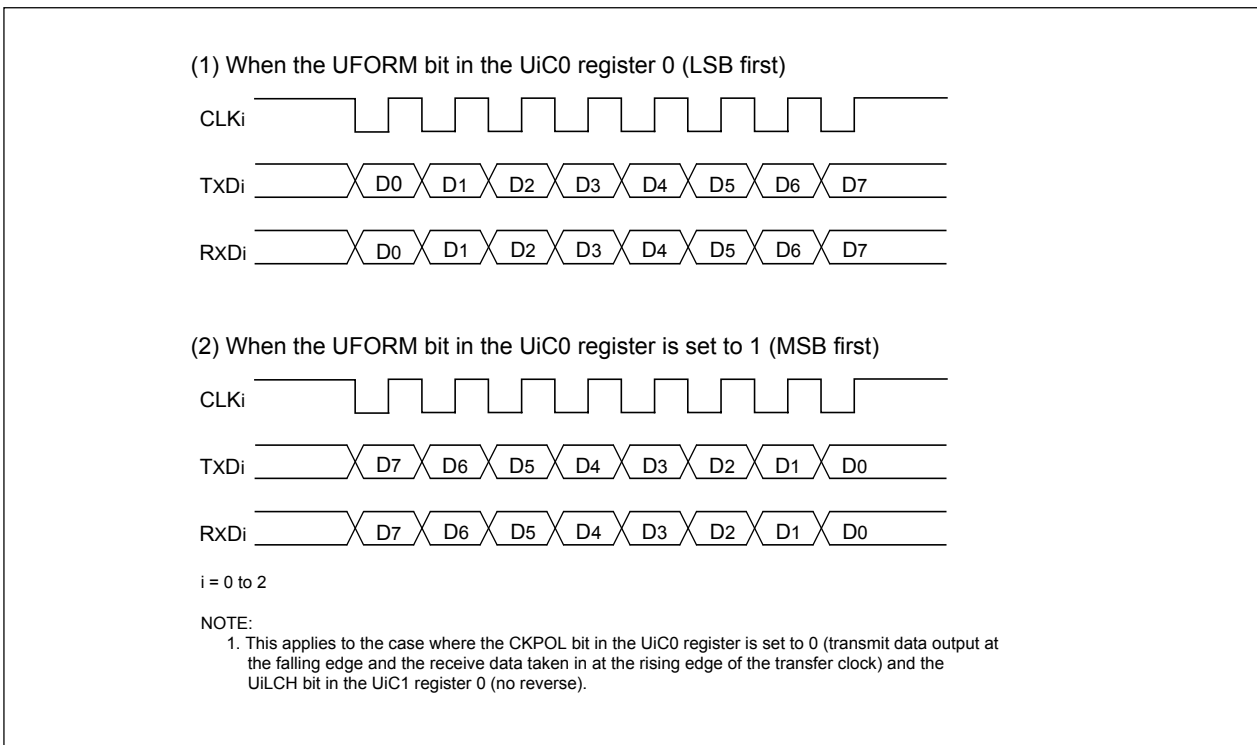 (1) When the UFORM bit in the UiC0 register 0 (LSB first)
CLKi
TXDi D0 D1 D2 D3 D4 D5 D6 D7
RXDi D0 D1 D2 D3 D4 D5 D6 D7
(2) When the UFORM bit in the UiC0 register is set to 1 (MSB first)
CLKi
TXDi D7 D6 D5 D4 D3 D2 D1 D0
RXDi D7 D6 D5 D4 D3 D2 D1 D0
i = 0 to 2
NOTE:
1. This applies to the case where the CKPOL bit in the UiC0 register is set to 0 (transmit data output at
the falling edge and the receive data taken in at the rising edge of the transfer clock) and the
UiLCH bit in the UiC1 register 0 (no reverse).